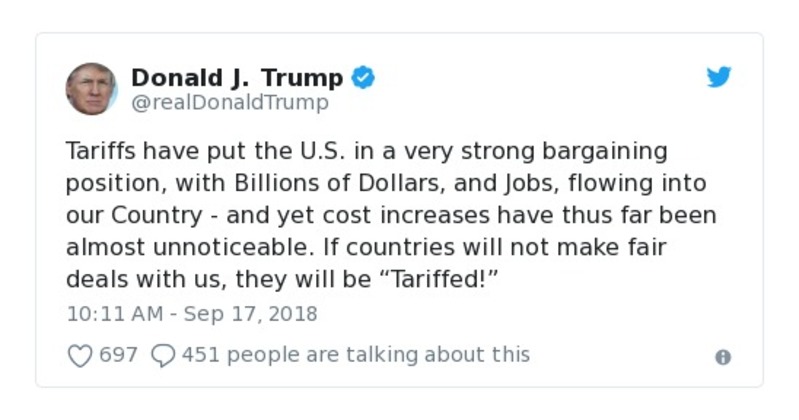 Donald J. Trump
@realDonaldTrump
Tariffs have put the U.S. in a very strong bargaining
position, with Billions of Dollars, and Jobs, flowing into
our Country - and yet cost increases have thus far been
almost unnoticeable. If countries will not make fair
deals with us, they will be “Tariffed!”
10:11 AM - Sep 17, 2018
697 451 people are talking about this